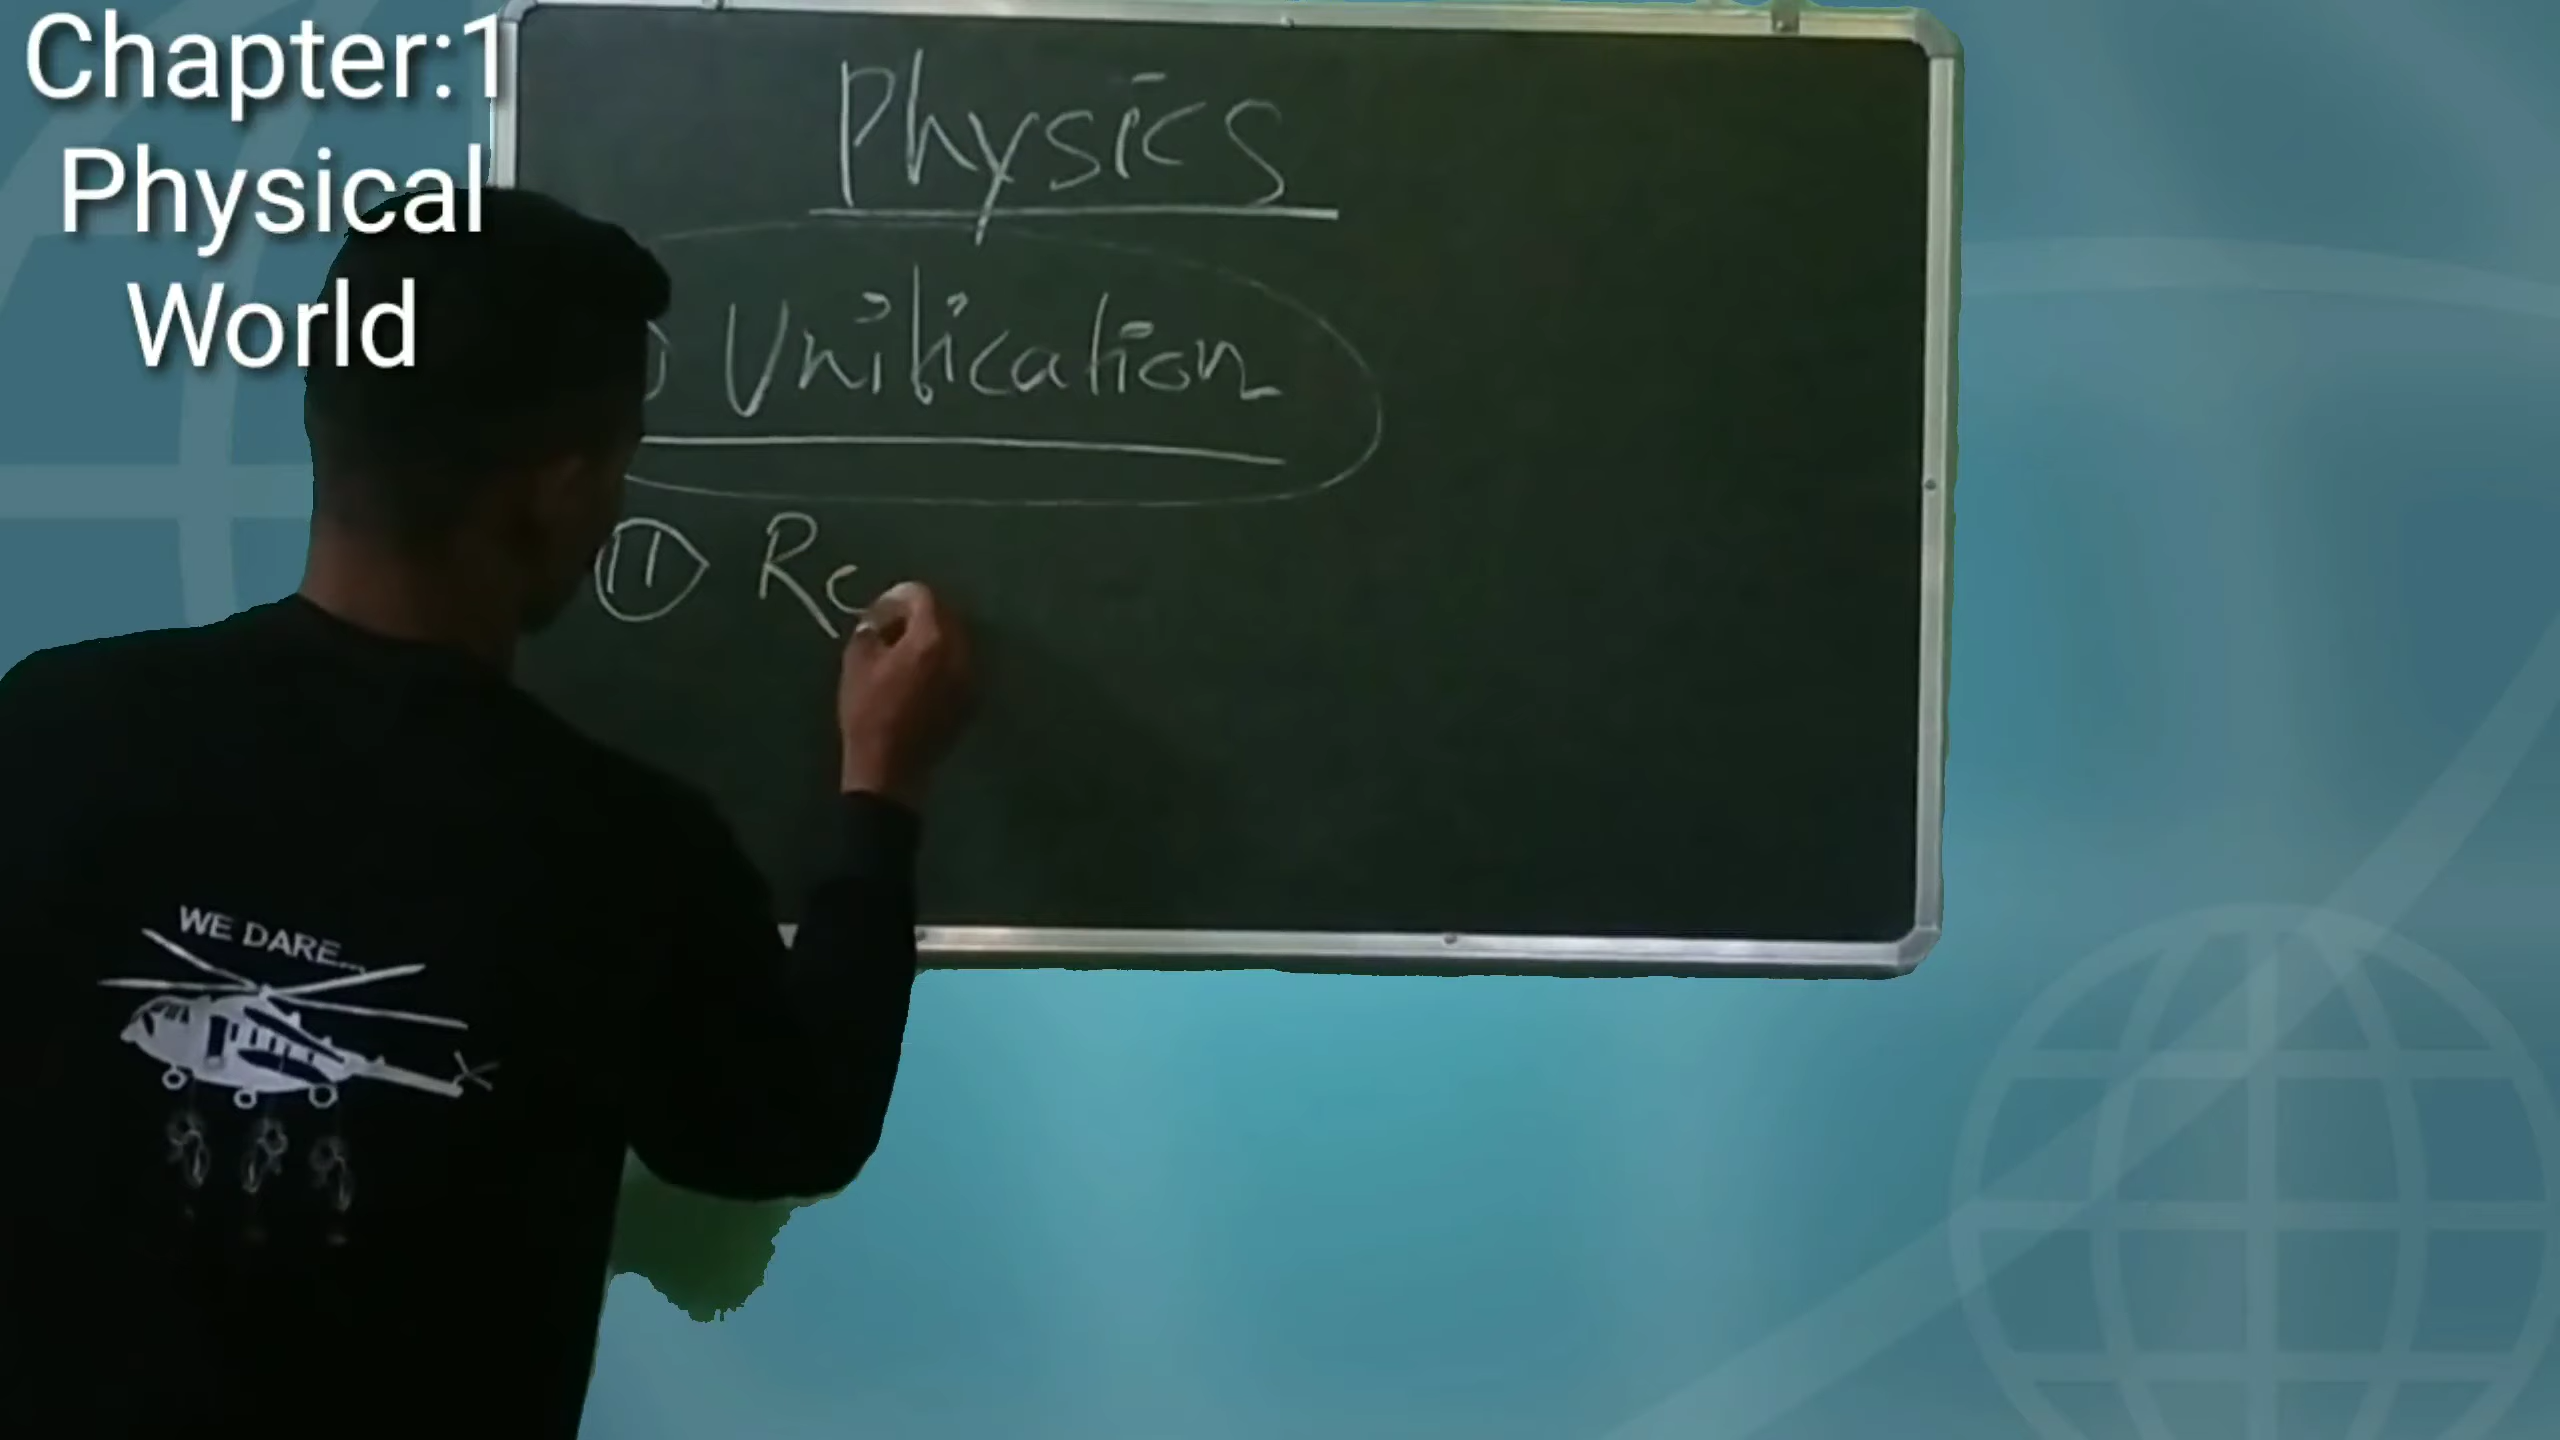 Chapter:1
Physical
World
Physics
) Unification
II Re
WE DARE...